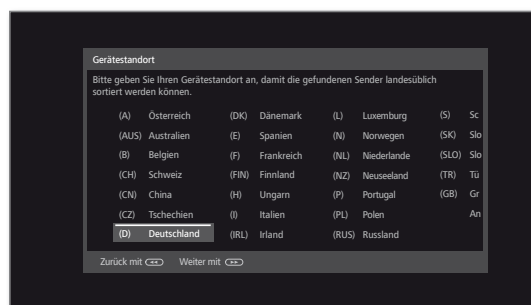 Gerätestandort
Bitte geben Sie Ihren Gerätestandort an, damit die gefundenen Sender landesüblich
sortiert werden können.
(A) Österreich (DK) Dänemark (L) Luxemburg (S) Sc
(AUS) Australien (E) Spanien (N) Norwegen (SK) Slo
(B) Belgien (F) Frankreich (NL) Niederlande (SLO) Slo
(CH) Schweiz (FIN) Finnland (NZ) Neuseeland (TR) Tü
(CN) China (H) Ungarn (P) Portugal (GB) Gr
(CZ) Tschechien (I) Italien (PL) Polen An
(D) Deutschland (IRL) Irland (RUS) Russland
Zurück mit Weiter mit